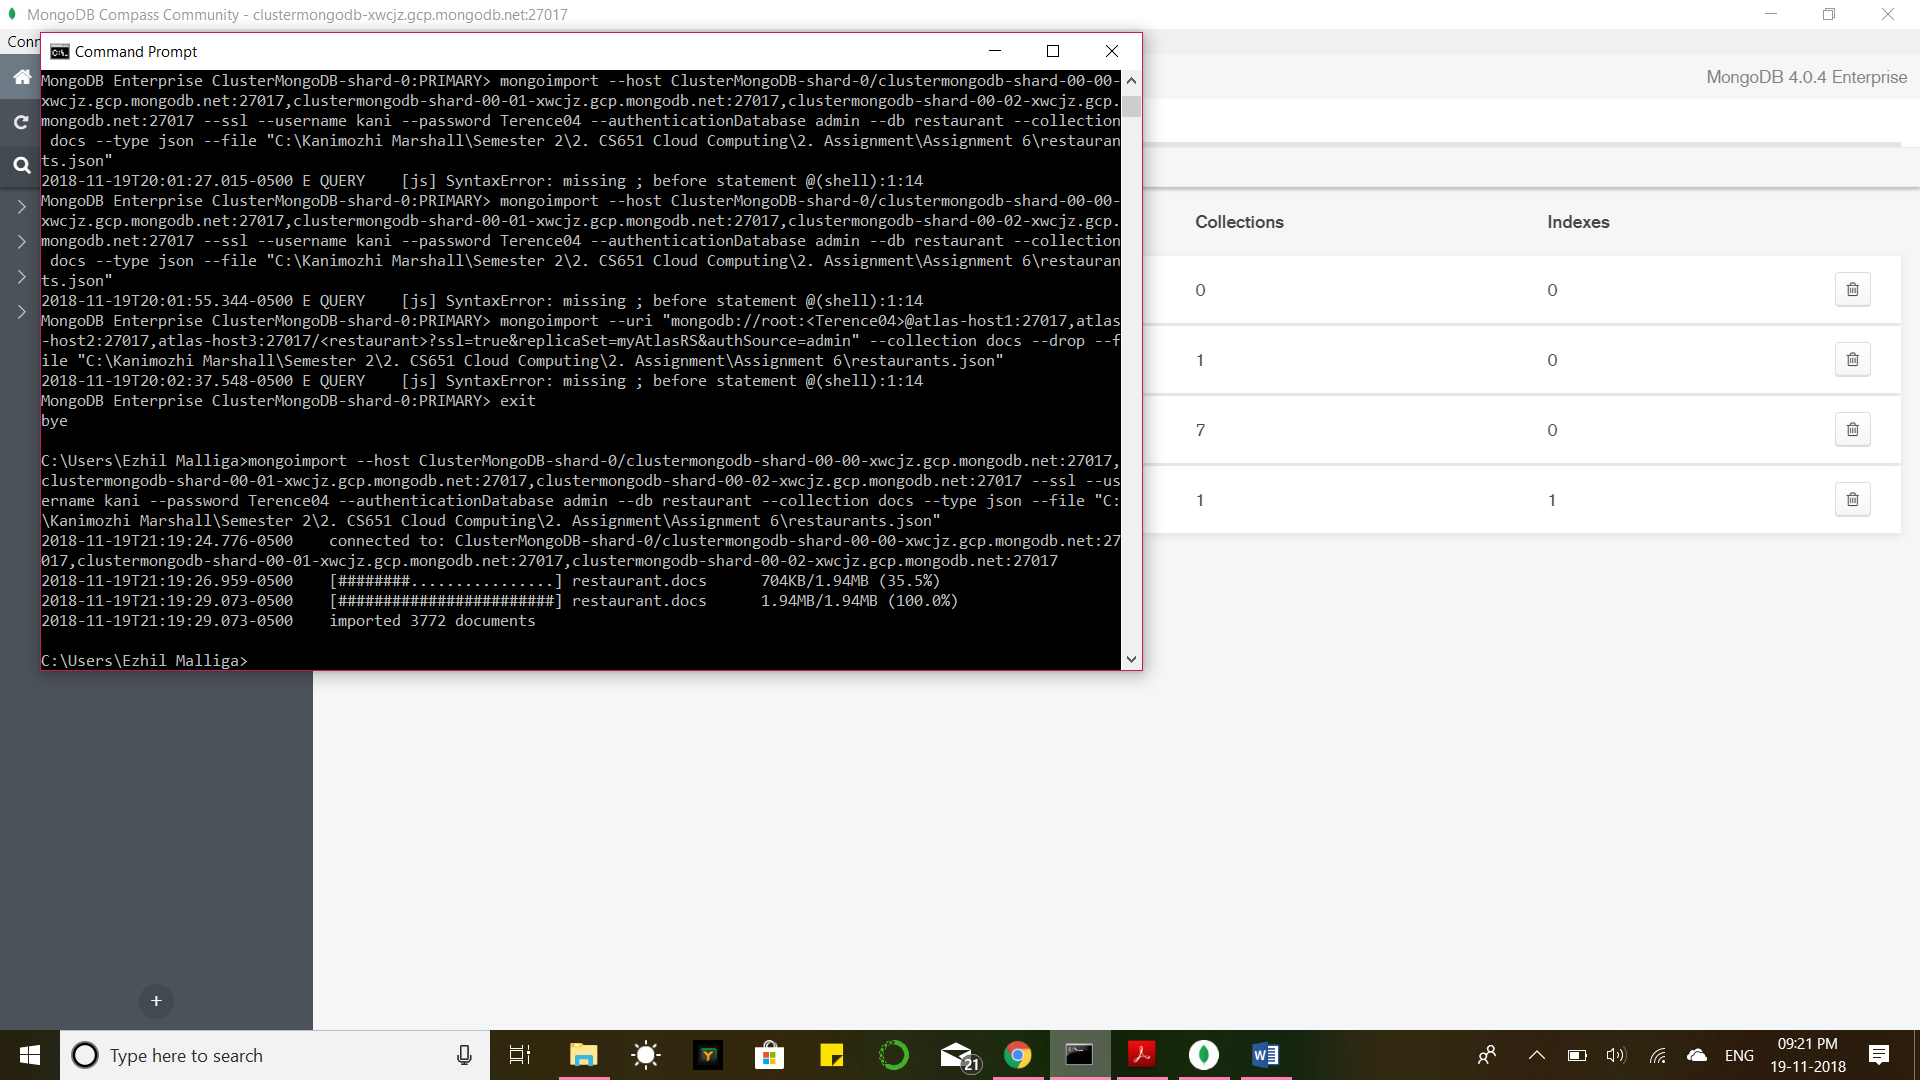 MongoDB Compass Community - clustermongodb-xwcjz.gcp.mongodb.net:27017
Conn
Command Prompt
MongoDB 4.0.4 Enterprise
MongoDB Enterprise ClusterMongoDB-shard-0:PRIMARY> mongoimport --host ClusterMongoDB-shard-0/clustermongodb-shard-00-00-
xwcjz.gcp.mongodb.net:27017,clustermongodb-shard-00-01-xwcjz.gcp.mongodb.net:27017,clustermongodb-shard-00-02-xwcjz.gcp.
mongodb.net:27017 --ssl --username kani --password Terence04 --authenticationDatabase admin --db restaurant --collection
 docs --type json --file "C:\Kanimozhi Marshall\Semester 2\2. CS651 Cloud Computing\2. Assignment\Assignment 6\restauran
ts.json"
2018-11-19T20:01:27.015-0500 E QUERY    [js] SyntaxError: missing ; before statement @(shell):1:14
MongoDB Enterprise ClusterMongoDB-shard-0:PRIMARY> mongoimport --host ClusterMongoDB-shard-0/clustermongodb-shard-00-00-
xwcjz.gcp.mongodb.net:27017,clustermongodb-shard-00-01-xwcjz.gcp.mongodb.net:27017,clustermongodb-shard-00-02-xwcjz.gcp.
mongodb.net:27017 --ssl --username kani --password Terence04 --authenticationDatabase admin --db restaurant --collection
 docs --type json --file "C:\Kanimozhi Marshall\Semester 2\2. CS651 Cloud Computing\2. Assignment\Assignment 6\restauran
ts.json"
2018-11-19T20:01:55.344-0500 E QUERY    [js] SyntaxError: missing ; before statement @(shell):1:14
MongoDB Enterprise ClusterMongoDB-shard-0:PRIMARY> mongoimport --uri "mongodb://root:<Terence04>@atlas-host1:27017,atlas
-host2:27017,atlas-host3:27017/<restaurant>?ssl=true&replicaSet=myAtlasRS&authSource=admin" --collection docs --drop --f
ile "C:\Kanimozhi Marshall\Semester 2\2. CS651 Cloud Computing\2. Assignment\Assignment 6\restaurants.json"
2018-11-19T20:02:37.548-0500 E QUERY    [js] SyntaxError: missing ; before statement @(shell):1:14
MongoDB Enterprise ClusterMongoDB-shard-0:PRIMARY> exit
bye
C:\Users\Ezhil Malliga>mongoimport --host ClusterMongoDB-shard-0/clustermongodb-shard-00-00-xwcjz.gcp.mongodb.net:27017,
clustermongodb-shard-00-01-xwcjz.gcp.mongodb.net:27017,clustermongodb-shard-00-02-xwcjz.gcp.mongodb.net:27017 --ssl --us
ername kani --password Terence04 --authenticationDatabase admin --db restaurant --collection docs --type json --file "C:
\Kanimozhi Marshall\Semester 2\2. CS651 Cloud Computing\2. Assignment\Assignment 6\restaurants.json"
2018-11-19T21:19:24.776-0500    connected to: ClusterMongoDB-shard-0/clustermongodb-shard-00-00-xwcjz.gcp.mongodb.net:27
017,clustermongodb-shard-00-01-xwcjz.gcp.mongodb.net:27017,clustermongodb-shard-00-02-xwcjz.gcp.mongodb.net:27017
2018-11-19T21:19:26.959-0500    [########................] restaurant.docs      704KB/1.94MB (35.5%)
2018-11-19T21:19:29.073-0500    [########################] restaurant.docs      1.94MB/1.94MB (100.0%)
2018-11-19T21:19:29.073-0500    imported 3772 documents
C:\Users\Ezhil Malliga>
Collections Indexes
0 0
1 0
7 0
1 1
Type here to search
21
ENG
09:21 PM
19-11-2018